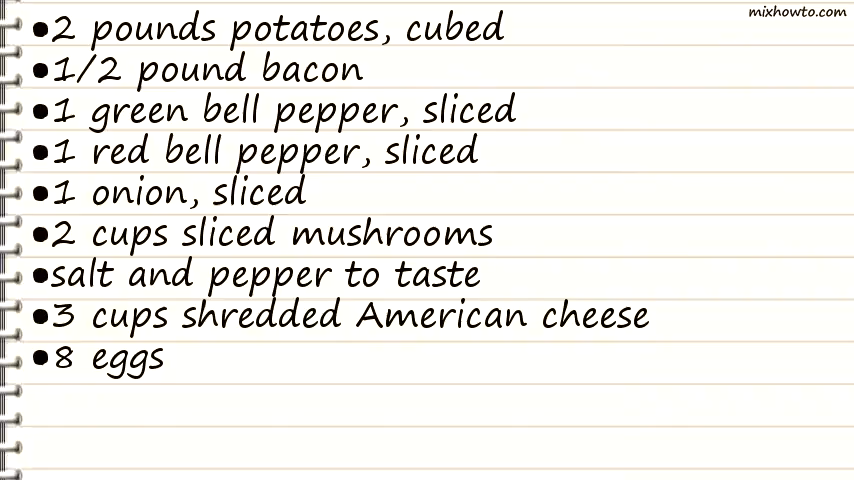 mixhowto.com
•2 pounds potatoes, cubed
•1/2 pound bacon
•1 green bell pepper, sliced
•1 red bell pepper, sliced
•1 onion, sliced
•2 cups sliced mushrooms
•salt and pepper to taste
•3 cups shredded American cheese
•8 eggs